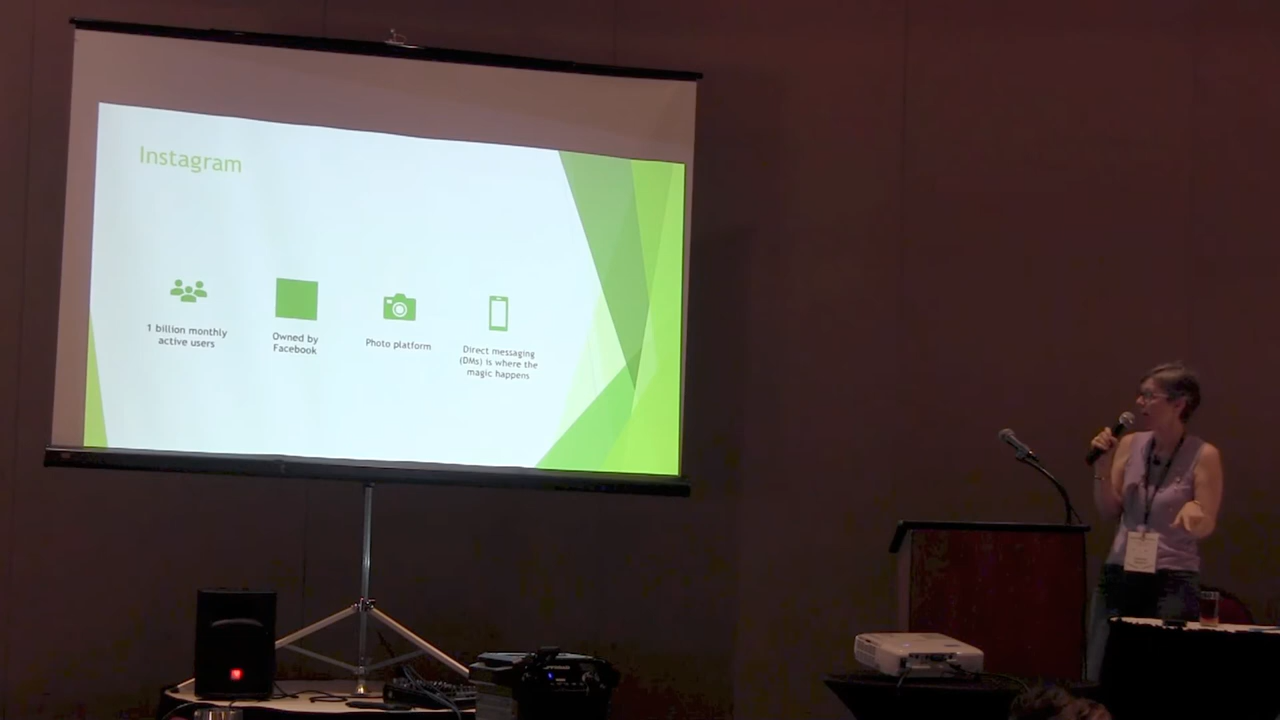 Instagram
1 billion monthly
active users
Owned by
Facebook
Photo platform
Direct messaging
(DMs) is where the
magic happens